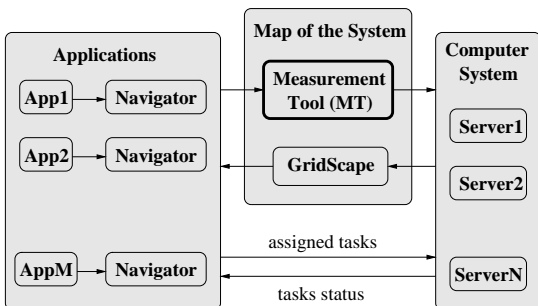 Applications
App1
Navigator
App2
Navigator
AppM
Navigator
Map of the System
Measurement
Tool (MT)
GridScape
assigned tasks
tasks status
Computer
System
Server1
Server2
ServerN